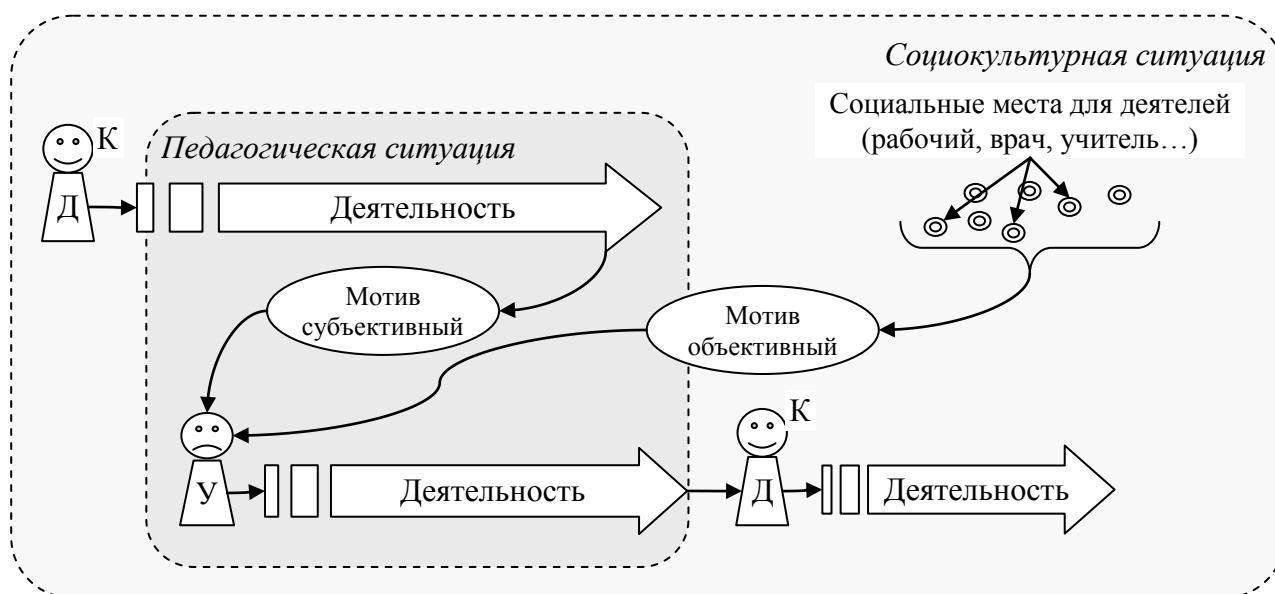 Социокультурная ситуация
Социальные места для деятелей
(рабочий, врач, учитель…)
К
Педагогическая ситуация
Д
Деятельность
Мотив
субъективный
Мотив
объективный
К
У
Деятельность
Д
Деятельность